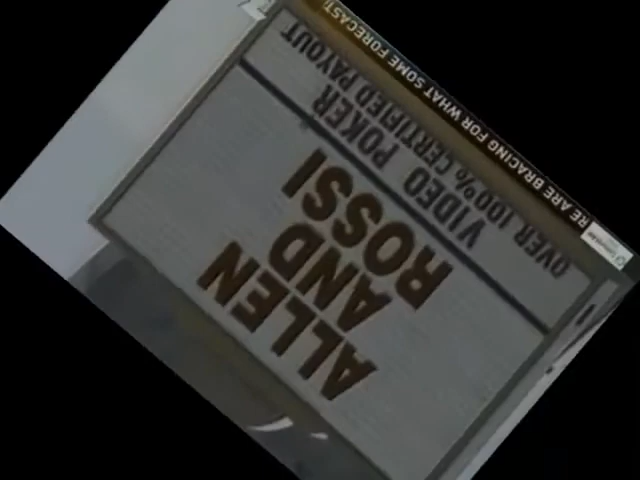 ALLEN
AND
ROSSI
VIDEO POKER
OVER 100% CERTIFIED PAYOUT
RE ARE BRACING FOR WHAT SOME FORECAST